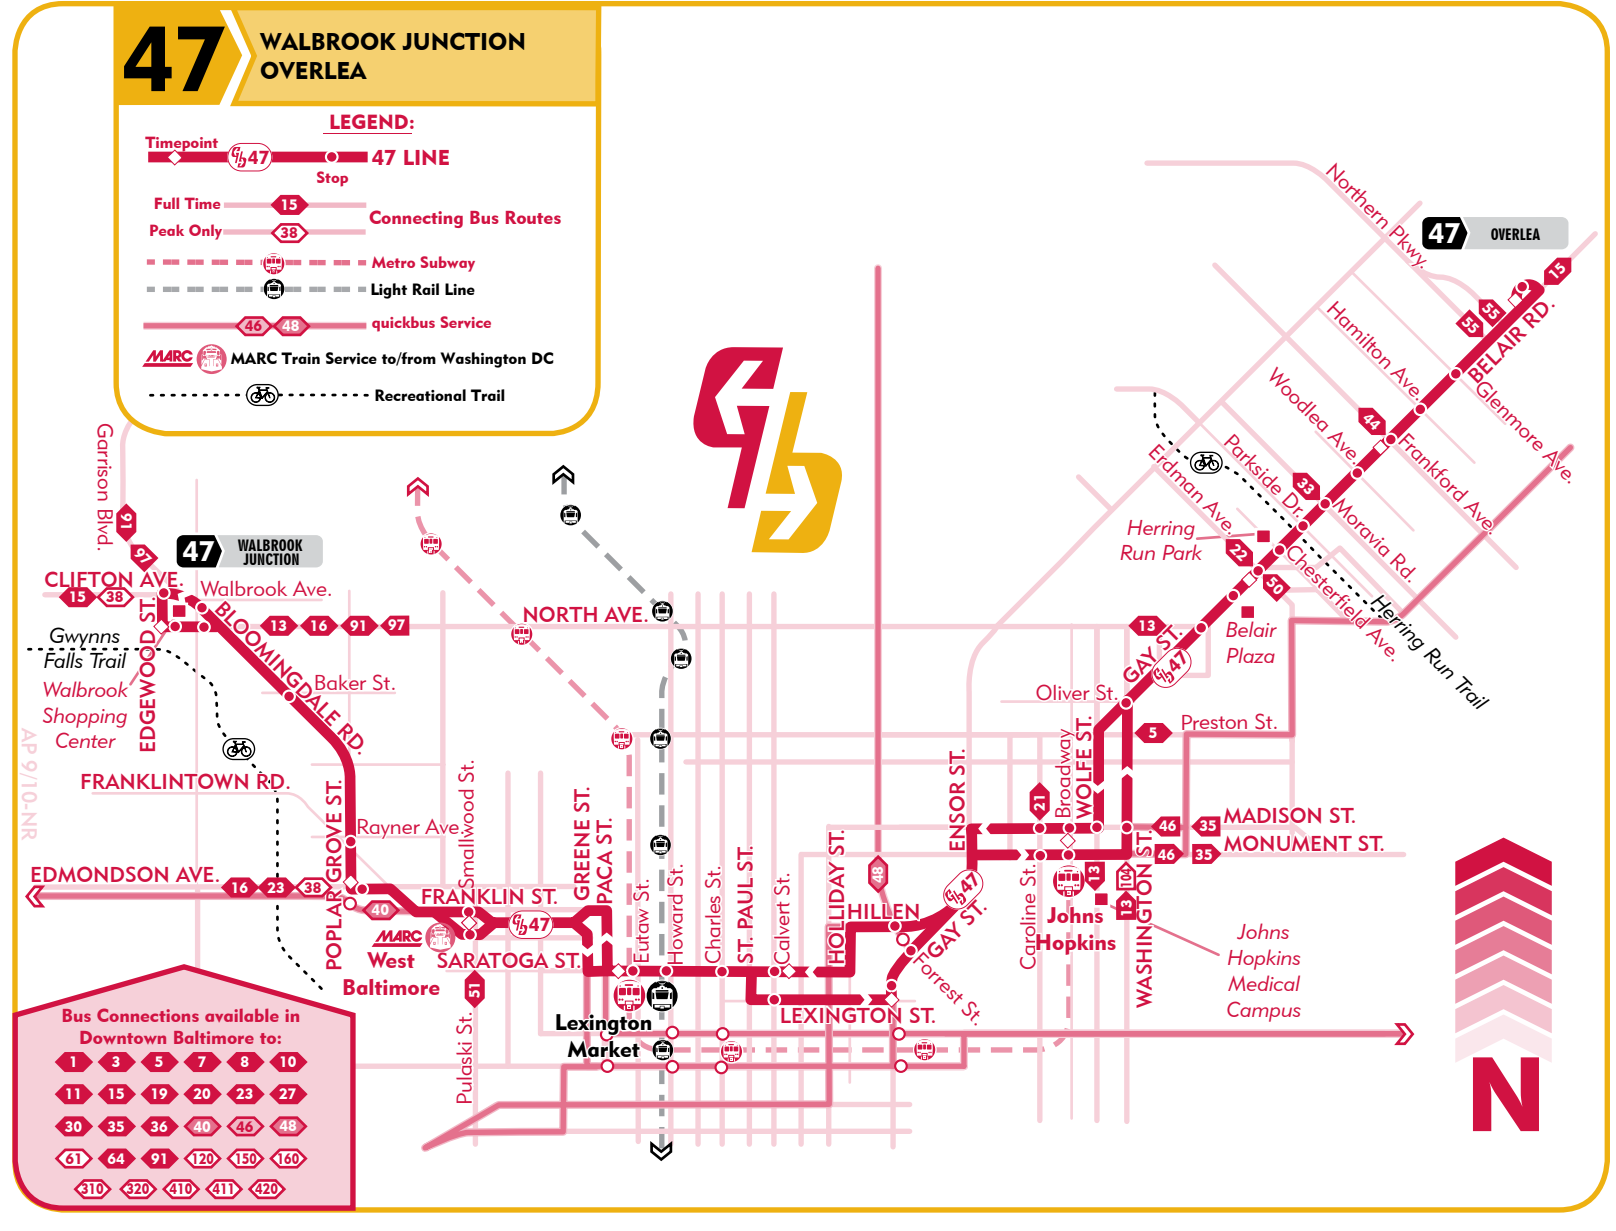 47
WALBROOK JUNCTION
OVERLEA
LEGEND:
Timepoint
47
47 LINE
Stop
Full Time
15
Connecting Bus Routes
Peak Only
38
Metro Subway
Light Rail Line
46
48
quickbus Service
MARC
MARC Train Service to/from Washington DC
Recreational Trail
Northern Pkwy.
47
OVERLEA
15
55
55
BELAIR RD.
Hamilton Ave.
Glenmore Ave.
Woodlea Ave.
44
Frankford Ave.
Parkside Dr.
33
Moravia Rd.
Erdman Ave.
Herring
Run Park
22
50
Chesterfield Ave.
Herring Run Trail
Belair
Plaza
Garrison Blvd.
91
97
47
WALBROOK
JUNCTION
CLIFTON AVE.
15
38
Walbrook Ave.
EDGEWOOD ST.
BLOOMINGDALE RD.
13
16
91
97
NORTH AVE.
13
GAY ST.
47
Gwynns
Falls Trail
Walbrook
Shopping
Center
Baker St.
Oliver St.
5
Preston St.
AP 9/10-NR
FRANKLINTOWN RD.
POPLAR GROVE ST.
Rayner Ave.
Smallwood St.
GREENE ST.
PACA ST.
ENSOR ST.
21
Broadway
WOLFE ST.
46
35
MADISON ST.
46
35
MONUMENT ST.
EDMONDSON AVE.
16
23
38
40
FRANKLIN ST.
47
Eutaw St.
Howard St.
Charles St.
ST. PAUL ST.
Calvert St.
HOLLIDAY ST.
48
HILLEN
47
GAY ST.
Forrest St.
Caroline St.
13
104
13
WASHINGTON ST.
Johns
Hopkins
Johns
Hopkins
Medical
Campus
MARC
West
Baltimore
SARATOGA ST.
51
Pulaski St.
Lexington
Market
LEXINGTON ST.
Bus Connections available in
Downtown Baltimore to:
1 3 5 7 8 10
11 15 19 20 23 27
30 35 36 40 46 48
61 64 91 120 150 160
310 320 410 411 420
N